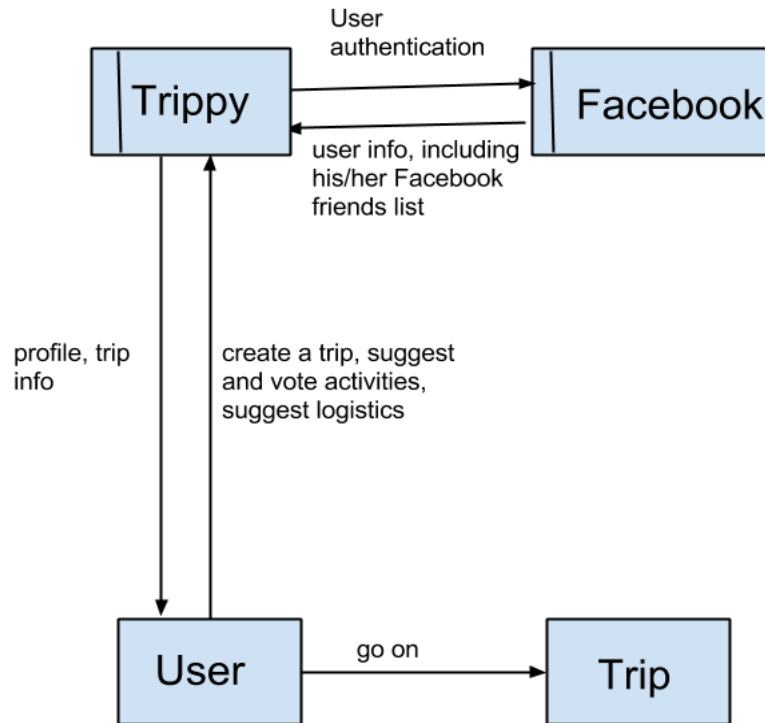 User
authentication
Trippy
Facebook
user info, including
his/her Facebook
friends list
profile, trip
info
create a trip, suggest
and vote activities,
suggest logistics
User
go on
Trip